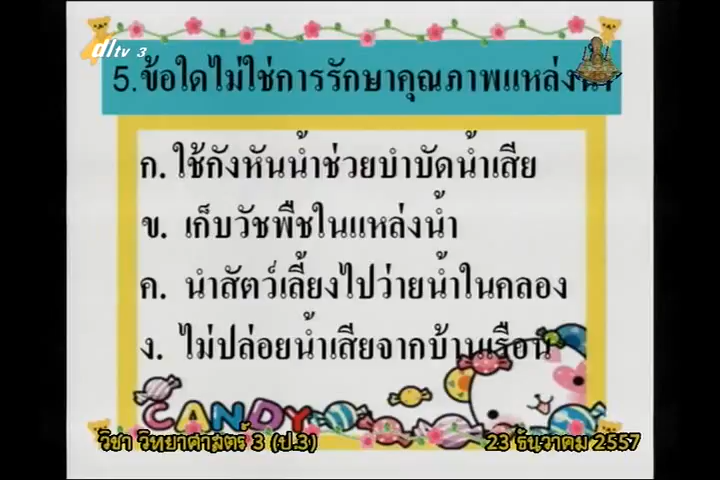 dltv 3
5.ข้อใดไม่ใช่การรักษาคุณภาพแหล่งน้ำ
ก. ใช้กังหันน้ำช่วยบำบัดน้ำเสีย
ข. เก็บวัชพืชในแหล่งน้ำ
ค. นำสัตว์เลี้ยงไปว่ายน้ำในคลอง
ง. ไม่ปล่อยน้ำเสียจากบ้านเรือน
CANDY
วิชา วิทยาศาสตร์ 3 (ป.3)
23 ธันวาคม 2557